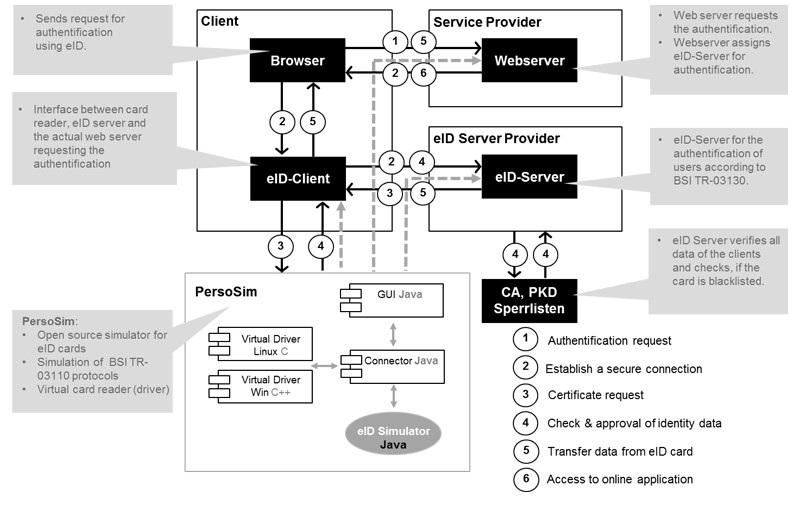 • Sends request for
authentification
using eID.
Client
Service Provider
• Web server requests
the authentification.
• Webserver assigns
eID-Server for
authentification.
1
5
Browser
Webserver
2
6
• Interface between card
reader, eID server and
the actual web server
requesting the
authentification
2
5
eID Server Provider
• eID-Server for the
authentification of
users according to
BSI TR-03130.
2
4
eID-Client
eID-Server
3
5
3
4
4
4
• eID Server verifies all
data of the clients
and checks, if the
card is blacklisted.
CA, PKD
Sperrlisten
PersoSim
GUI Java
PersoSim:
• Open source simulator for
eID cards
• Simulation of BSI TR-
03110 protocols
• Virtual card reader (driver)
Virtual Driver
Linux C
Connector Java
Virtual Driver
Win C++
eID Simulator
Java
1 Authentification request
2 Establish a secure connection
3 Certificate request
4 Check & approval of identity data
5 Transfer data from eID card
6 Access to online application